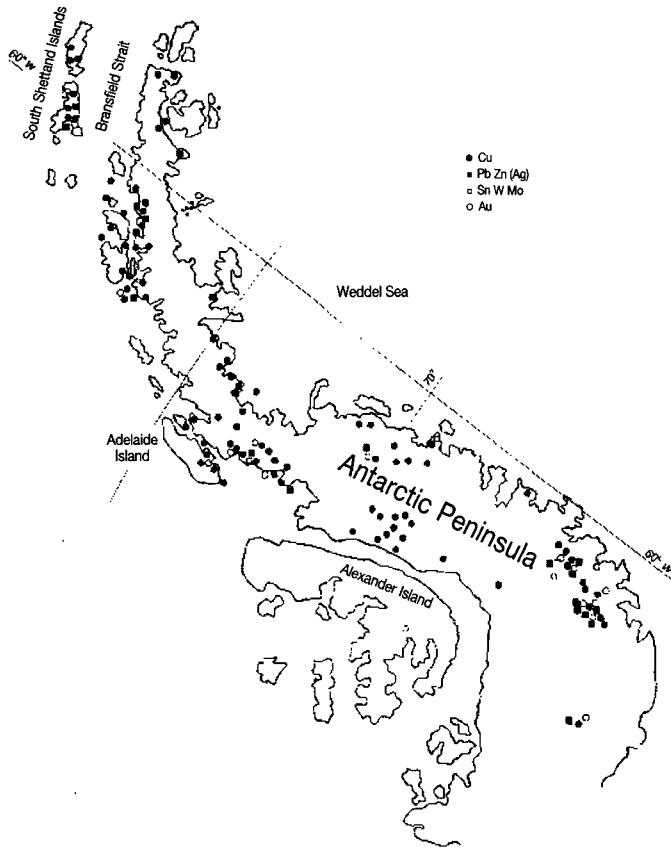 60° W
South Shettand Islands
Bransfield Strait
Cu
Pb Zn (Ag)
Sn W Mo
Au
Weddel Sea
70°
Adelaide
Island
Antarctic Peninsula
60° W
Alexander Island